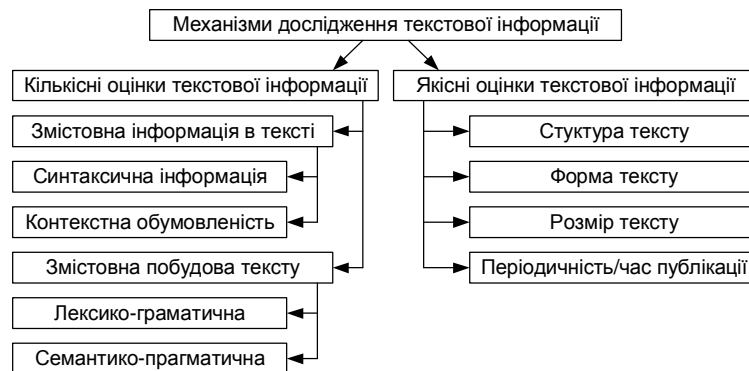 Механізми дослідження текстової інформації
Кількісні оцінки текстової інформації
Якісні оцінки текстової інформації
Змістовна інформація в тексті
Стуктура тексту
Синтаксична інформація
Форма тексту
Контекстна обумовленість
Розмір тексту
Змістовна побудова тексту
Періодичність/час публікації
Лексико-граматична
Семантико-прагматична